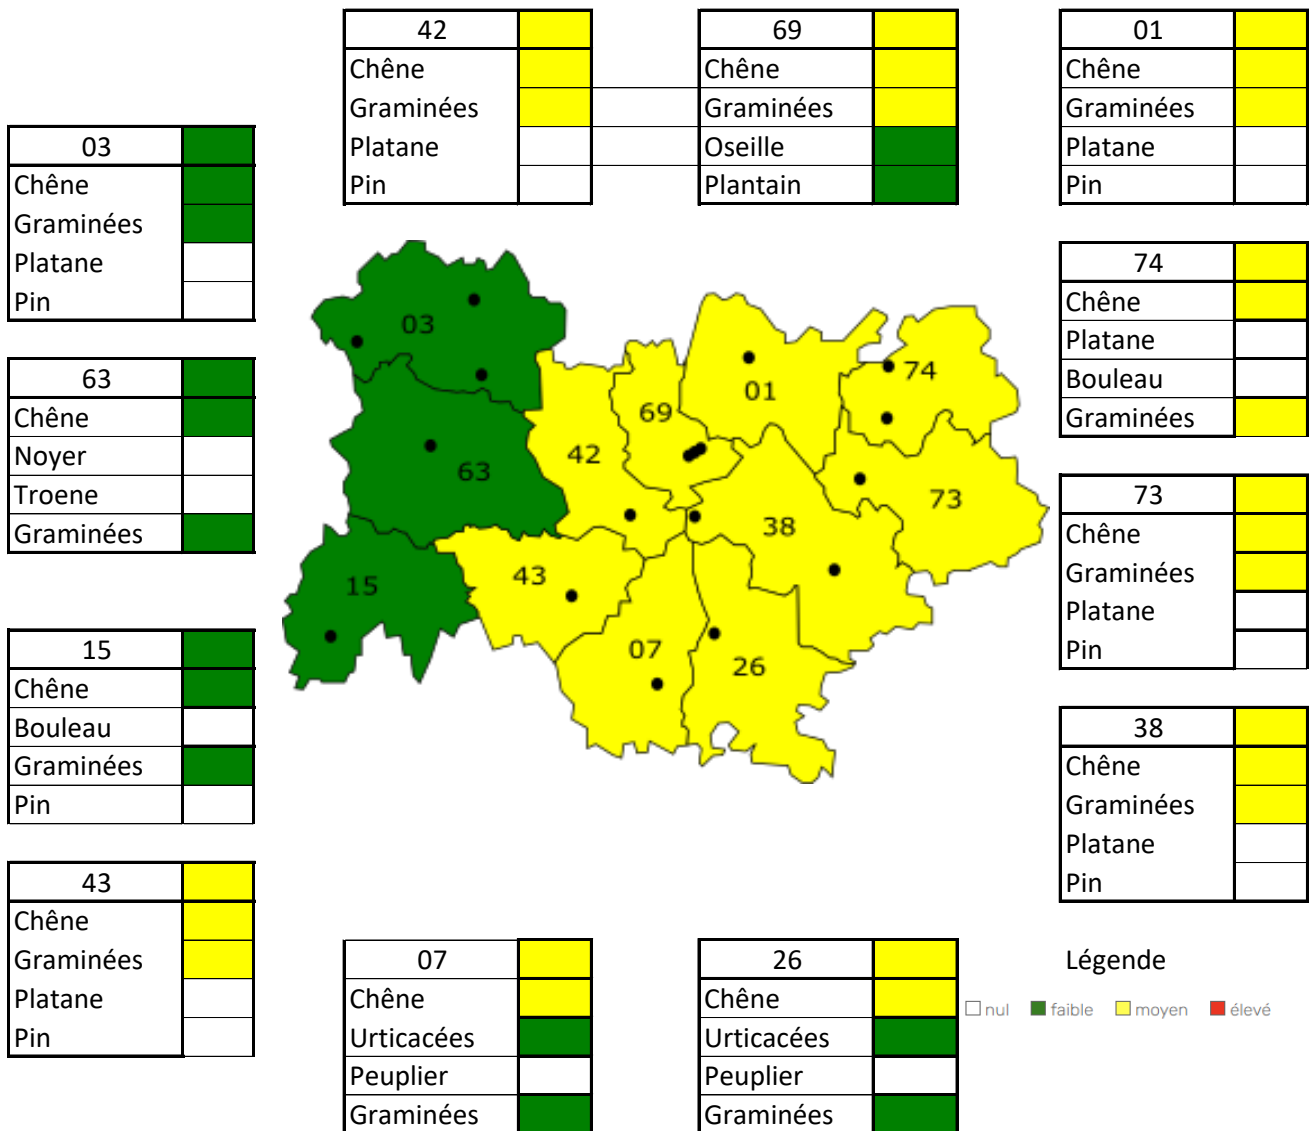 42
Chêne
Graminées
Platane
Pin
69
Chêne
Graminées
Oseille
Plantain
01
Chêne
Graminées
Platane
Pin
03
Chêne
Graminées
Platane
Pin
63
Chêne
Noyer
Troene
Graminées
15
Chêne
Bouleau
Graminées
Pin
43
Chêne
Graminées
Platane
Pin
03
63
15
42
69
01
74
73
38
43
07
26
74
Chêne
Platane
Bouleau
Graminées
73
Chêne
Graminées
Platane
Pin
38
Chêne
Graminées
Platane
Pin
07
Chêne
Urticacées
Peuplier
Graminées
26
Chêne
Urticacées
Peuplier
Graminées
Légende
nul faible moyen élevé